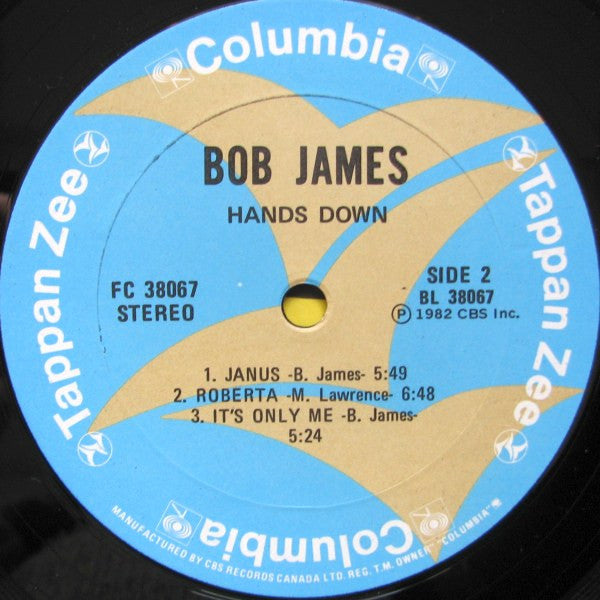 Columbia
Tappan Zee
Tappan Zee
BOB JAMES
HANDS DOWN
FC 38067
STEREO
SIDE 2
BL 38067
Ⓟ 1982 CBS Inc.
1. JANUS -B. James- 5:49
2. ROBERTA -M. Lawrence- 6:48
3. IT'S ONLY ME -B. James-
5:24
Columbia
MANUFACTURED BY CBS RECORDS CANADA LTD. REG. T.M. OWNER "COLUMBIA"